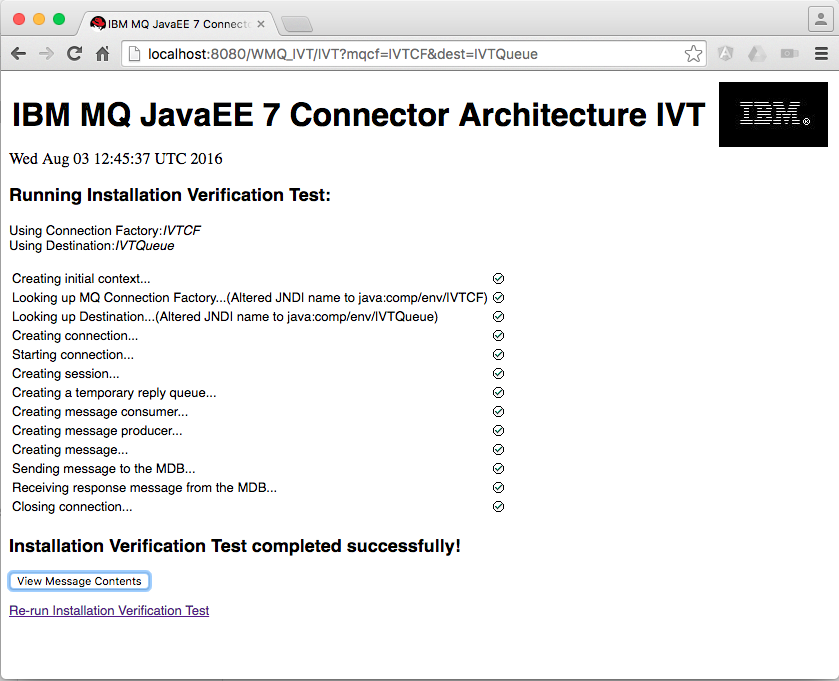 IBM MQ JavaEE 7 Connect
localhost:8080/WMQ_IVT/IVT?mqcf=IVTCF&dest=IVTQueue
IBM MQ JavaEE 7 Connector Architecture IVT
IBM®
Wed Aug 03 12:45:37 UTC 2016
Running Installation Verification Test:
Using Connection Factory:IVTCF
Using Destination:IVTQueue
Creating initial context...
Looking up MQ Connection Factory...(Altered JNDI name to java:comp/env/IVTCF)
Looking up Destination...(Altered JNDI name to java:comp/env/IVTQueue)
Creating connection...
Starting connection...
Creating session...
Creating a temporary reply queue...
Creating message consumer...
Creating message producer...
Creating message...
Sending message to the MDB...
Receiving response message from the MDB...
Closing connection...
Installation Verification Test completed successfully!
View Message Contents
Re-run Installation Verification Test